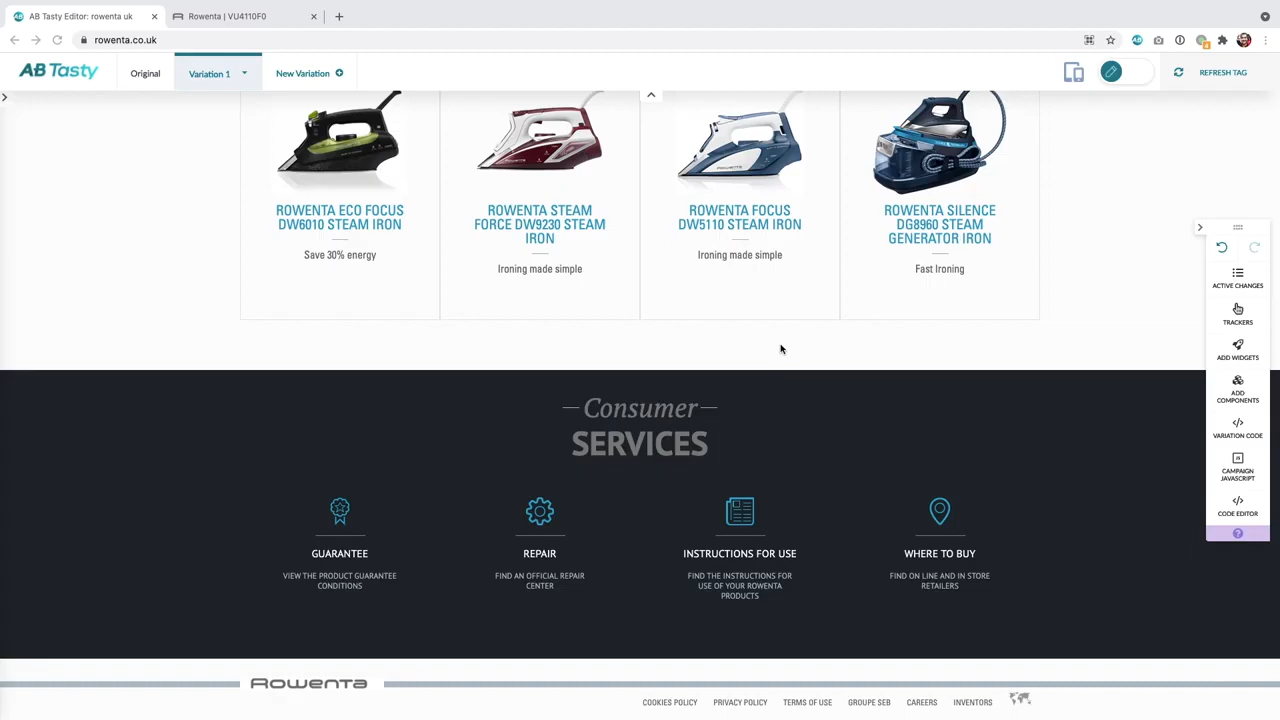 AB Tasty Editor: rowenta uk
Rowenta | VU4110F0
rowenta.co.uk
AB Tasty
Original
Variation 1
New Variation
REFRESH TAG
ROWENTA ECO FOCUS
DW6010 STEAM IRON
Save 30% energy
ROWENTA STEAM
FORCE DW9230 STEAM
IRON
Ironing made simple
ROWENTA FOCUS
DW5110 STEAM IRON
Ironing made simple
ROWENTA SILENCE
DG8960 STEAM
GENERATOR IRON
Fast Ironing
ACTIVE CHANGES
TRACKERS
ADD WIDGETS
ADD
COMPONENTS
VARIATION CODE
CAMPAIGN
JAVASCRIPT
CODE EDITOR
?
Consumer
SERVICES
GUARANTEE
VIEW THE PRODUCT GUARANTEE
CONDITIONS
REPAIR
FIND AN OFFICIAL REPAIR
CENTER
INSTRUCTIONS FOR USE
FIND THE INSTRUCTIONS FOR
USE OF YOUR ROWENTA
PRODUCTS
WHERE TO BUY
FIND ON LINE AND IN STORE
RETAILERS
Rowenta
COOKIES POLICY
PRIVACY POLICY
TERMS OF USE
GROUPE SEB
CAREERS
INVENTORS